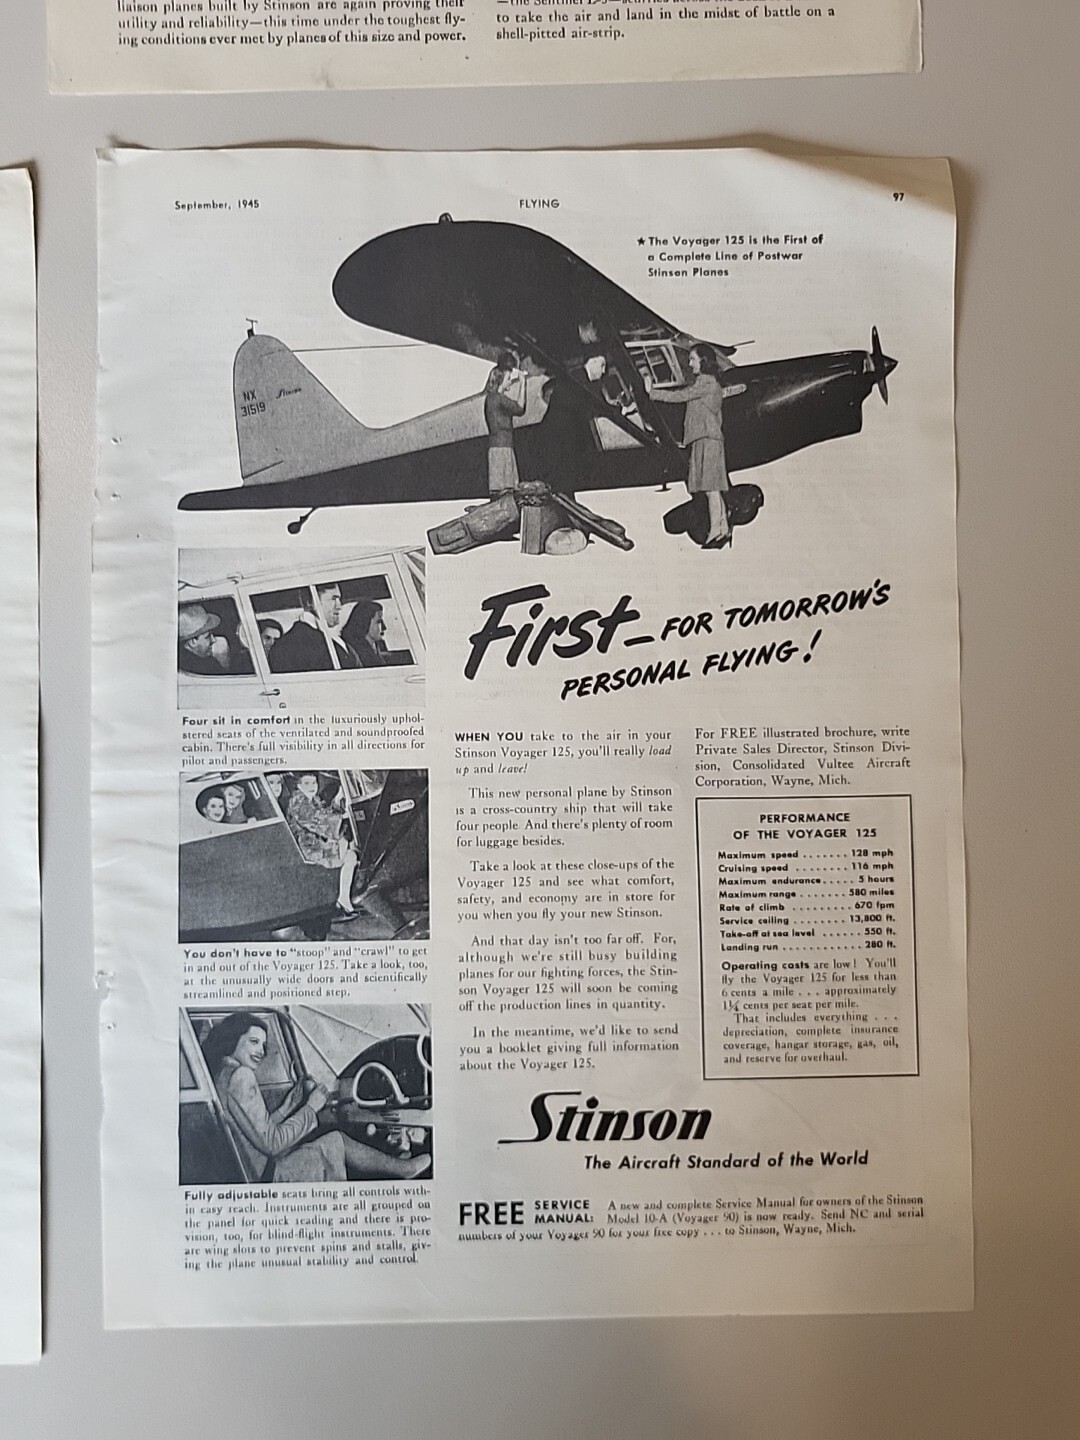 liaison planes built by Stinson are again proving their
utility and reliability—this time under the toughest fly-
ing conditions ever met by planes of this size and power.
to take the air and land in the midst of battle on a
shell-pitted air-strip.
September, 1945
FLYING
97
★ The Voyager 125 is the First of
a Complete Line of Postwar
Stinson Planes
NX
31519
Stinson
First—FOR TOMORROW'S
PERSONAL FLYING!
Four sit in comfort in the luxuriously uphol-
stered seats of the ventilated and soundproofed
cabin. There's full visibility in all directions for
pilot and passengers.
You don't have to "stoop" and "crawl" to get
in and out of the Voyager 125. Take a look, too,
at the unusually wide doors and scientifically
streamlined and positioned step.
Fully adjustable seats bring all controls with-
in easy reach. Instruments are all grouped on
the panel for quick reading and there is pro-
vision, too, for blind-flight instruments. There
are wing slots to prevent spins and stalls, giv-
ing the plane unusual stability and control.
WHEN YOU take to the air in your
Stinson Voyager 125, you'll really load
up and leave!
This new personal plane by Stinson
is a cross-country ship that will take
four people. And there's plenty of room
for luggage besides.
Take a look at these close-ups of the
Voyager 125 and see what comfort,
safety, and economy are in store for
you when you fly your new Stinson.
And that day isn't too far off. For,
although we're still busy building
planes for our fighting forces, the Stin-
son Voyager 125 will soon be coming
off the production lines in quantity.
In the meantime, we'd like to send
you a booklet giving full information
about the Voyager 125.
For FREE illustrated brochure, write
Private Sales Director, Stinson Divi-
sion, Consolidated Vultee Aircraft
Corporation, Wayne, Mich.
PERFORMANCE
OF THE VOYAGER 125
Maximum speed ....... 128 mph
Cruising speed ........ 116 mph
Maximum endurance..... 5 hours
Maximum range ....... 580 miles
Rate of climb ......... 670 fpm
Service ceiling ........ 13,800 ft.
Take-off at sea level ...... 550 ft.
Landing run ............ 280 ft.
Operating costs are low! You'll
fly the Voyager 125 for less than
6 cents a mile . . . approximately
1½ cents per seat per mile.
That includes everything . . .
depreciation, complete insurance
coverage, hangar storage, gas, oil,
and reserve for overhaul.
Stinson
The Aircraft Standard of the World
FREE SERVICE MANUAL: A new and complete Service Manual for owners of the Stinson
Model 10-A (Voyager 90) is now ready. Send NC and serial
numbers of your Voyager 90 for your free copy . . . to Stinson, Wayne, Mich.